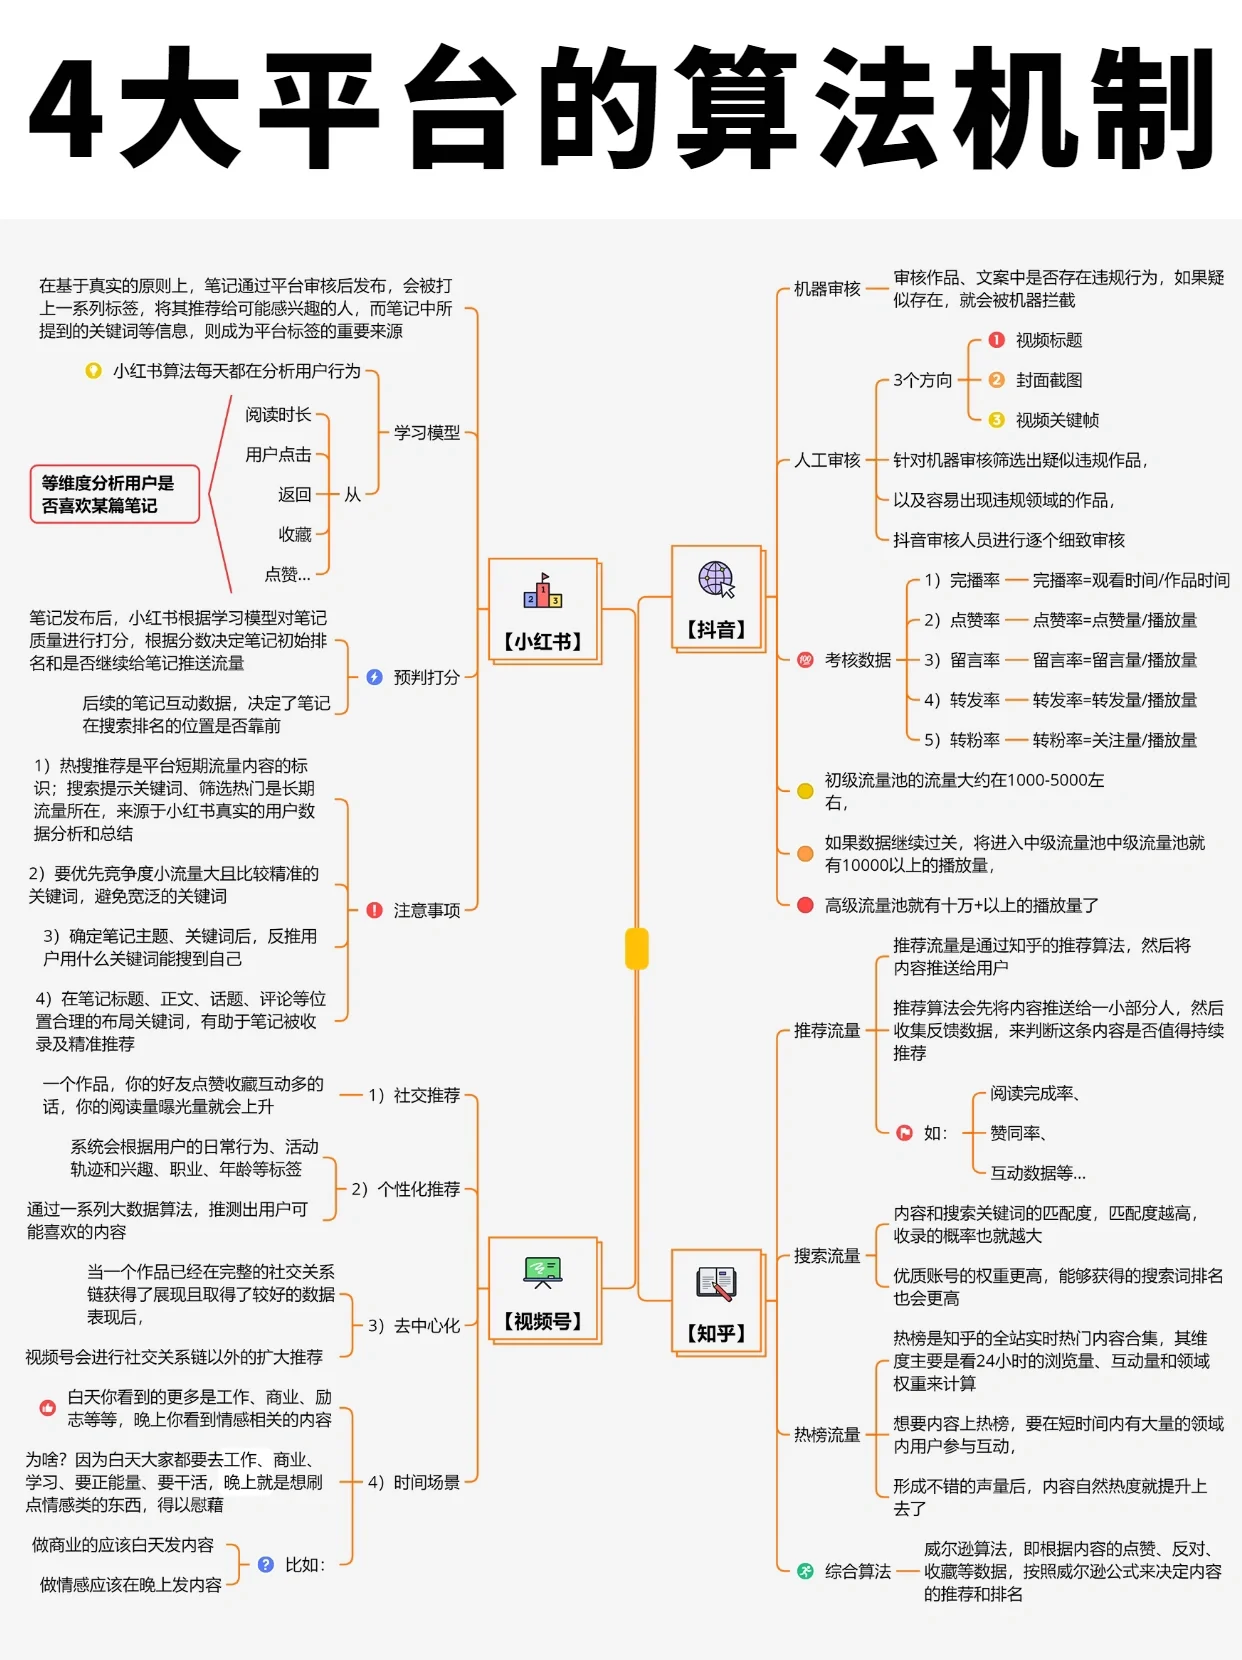 4大平台的算法机制
在基于真实的原则上，笔记通过平台审核后发布，会被打
上一系列标签，将其推荐给可能感兴趣的人，而笔记中所
提到的关键词等信息，则成为平台标签的重要来源
小红书算法每天都在分析用户行为
阅读时长
用户点击
返回
收藏
点赞...
从
学习模型
等维度分析用户是
否喜欢某篇笔记
【小红书】
笔记发布后，小红书根据学习模型对笔记
质量进行打分，根据分数决定笔记初始排
名和是否继续给笔记推送流量
后续的笔记互动数据，决定了笔记
在搜索排名的位置是否靠前
预判打分
1）热搜推荐是平台短期流量内容的标
识；搜索提示关键词、筛选热门是长期
流量所在，来源于小红书真实的用户数
据分析和总结
2）要优先竞争度小流量大且比较精准的
关键词，避免宽泛的关键词
3）确定笔记主题、关键词后，反推用
户用什么关键词能搜到自己
4）在笔记标题、正文、话题、评论等位
置合理的布局关键词，有助于笔记被收
录及精准推荐
注意事项
一个作品，你的好友点赞收藏互动多的
话，你的阅读量曝光量就会上升
1）社交推荐
系统会根据用户的日常行为、活动
轨迹和兴趣、职业、年龄等标签
通过一系列大数据算法，推测出用户可
能喜欢的内容
2）个性化推荐
【视频号】
当一个作品已经在完整的社交关系
链获得了展现且取得了较好的数据
表现后，
视频号会进行社交关系链以外的扩大推荐
3）去中心化
白天你看到的更多是工作、商业、励
志等等，晚上你看到情感相关的内容
为啥？因为白天大家都要去工作、商业、
学习、要正能量、要干活，晚上就是想刷
点情感类的东西，得以慰藉
4）时间场景
做商业的应该白天发内容
做情感应该在晚上发内容
比如：
机器审核
审核作品、文案中是否存在违规行为，如果疑
似存在，就会被机器拦截
人工审核
3个方向
1 视频标题
2 封面截图
3 视频关键帧
针对机器审核筛选出疑似违规作品，
以及容易出现违规领域的作品，
抖音审核人员进行逐个细致审核
【抖音】
考核数据
1）完播率 完播率=观看时间/作品时间
2）点赞率 点赞率=点赞量/播放量
3）留言率 留言率=留言量/播放量
4）转发率 转发率=转发量/播放量
5）转粉率 转粉率=关注量/播放量
初级流量池的流量大约在1000-5000左
右，
如果数据继续过关，将进入中级流量池中级流量池就
有10000以上的播放量，
高级流量池就有十万+以上的播放量了
推荐流量
推荐流量是通过知乎的推荐算法，然后将
内容推送给用户
推荐算法会先将内容推送给一小部分人，然后
收集反馈数据，来判断这条内容是否值得持续
推荐
如：
阅读完成率、
赞同率、
互动数据等...
搜索流量
内容和搜索关键词的匹配度，匹配度越高，
收录的概率也就越大
优质账号的权重更高，能够获得的搜索词排名
也会更高
【知乎】
热榜流量
热榜是知乎的全站实时热门内容合集，其维
度主要是看24小时的浏览量、互动量和领域
权重来计算
想要内容上热榜，要在短时间内有大量的领域
内用户参与互动，
形成不错的声量后，内容自然热度就提升上
去了
综合算法
威尔逊算法，即根据内容的点赞、反对、
收藏等数据，按照威尔逊公式来决定内容
的推荐和排名